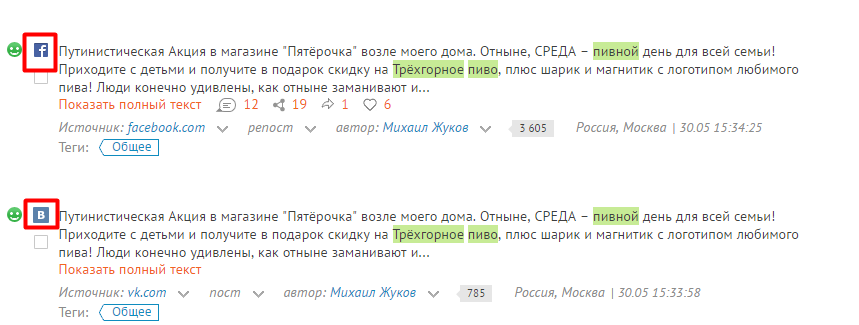 Путинистическая Акция в магазине "Пятёрочка" возле моего дома. Отныне, СРЕДА – пивной день для всей семьи!
Приходите с детьми и получите в подарок скидку на Трёхгорное пиво, плюс шарик и магнитик с логотипом любимого
пива! Люди конечно удивлены, как отныне заманивают и...
Показать полный текст 12 19 1 6
Источник: facebook.com репост автор: Михаил Жуков 3 605 Россия, Москва | 30.05 15:34:25
Теги: Общее
В
Путинистическая Акция в магазине "Пятёрочка" возле моего дома. Отныне, СРЕДА – пивной день для всей семьи!
Приходите с детьми и получите в подарок скидку на Трёхгорное пиво, плюс шарик и магнитик с логотипом любимого
пива! Люди конечно удивлены, как отныне заманивают и...
Показать полный текст
Источник: vk.com пост автор: Михаил Жуков 785 Россия, Москва | 30.05 15:33:58
Теги: Общее